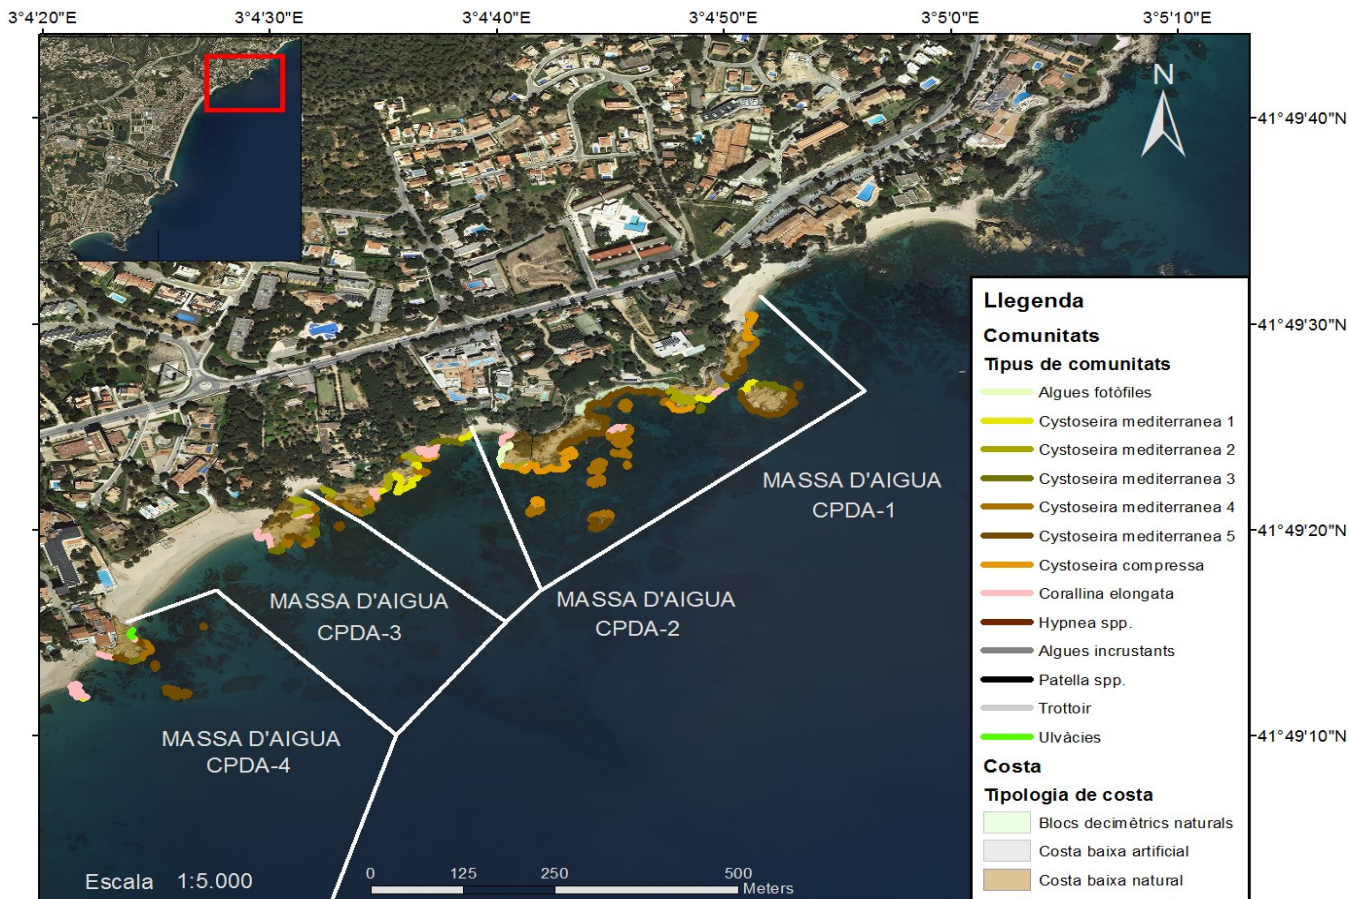 3°4'20"E 3°4'30"E 3°4'40"E 3°4'50"E 3°5'0"E 3°5'10"E
N
41°49'40"N
41°49'30"N
41°49'20"N
41°49'10"N
MASSA D'AIGUA
CPDA-1
MASSA D'AIGUA
CPDA-2
MASSA D'AIGUA
CPDA-3
MASSA D'AIGUA
CPDA-4
Llegenda
Comunitats
Tipus de comunitats
Algues fotòfiles
Cystoseira mediterranea 1
Cystoseira mediterranea 2
Cystoseira mediterranea 3
Cystoseira mediterranea 4
Cystoseira mediterranea 5
Cystoseira compressa
Corallina elongata
Hypnea spp.
Algues incrustants
Patella spp.
Trottoir
Ulvàcies
Costa
Tipologia de costa
Blocs decimètrics naturals
Costa baixa artificial
Costa baixa natural
Escala 1:5.000
0 125 250 500
Meters